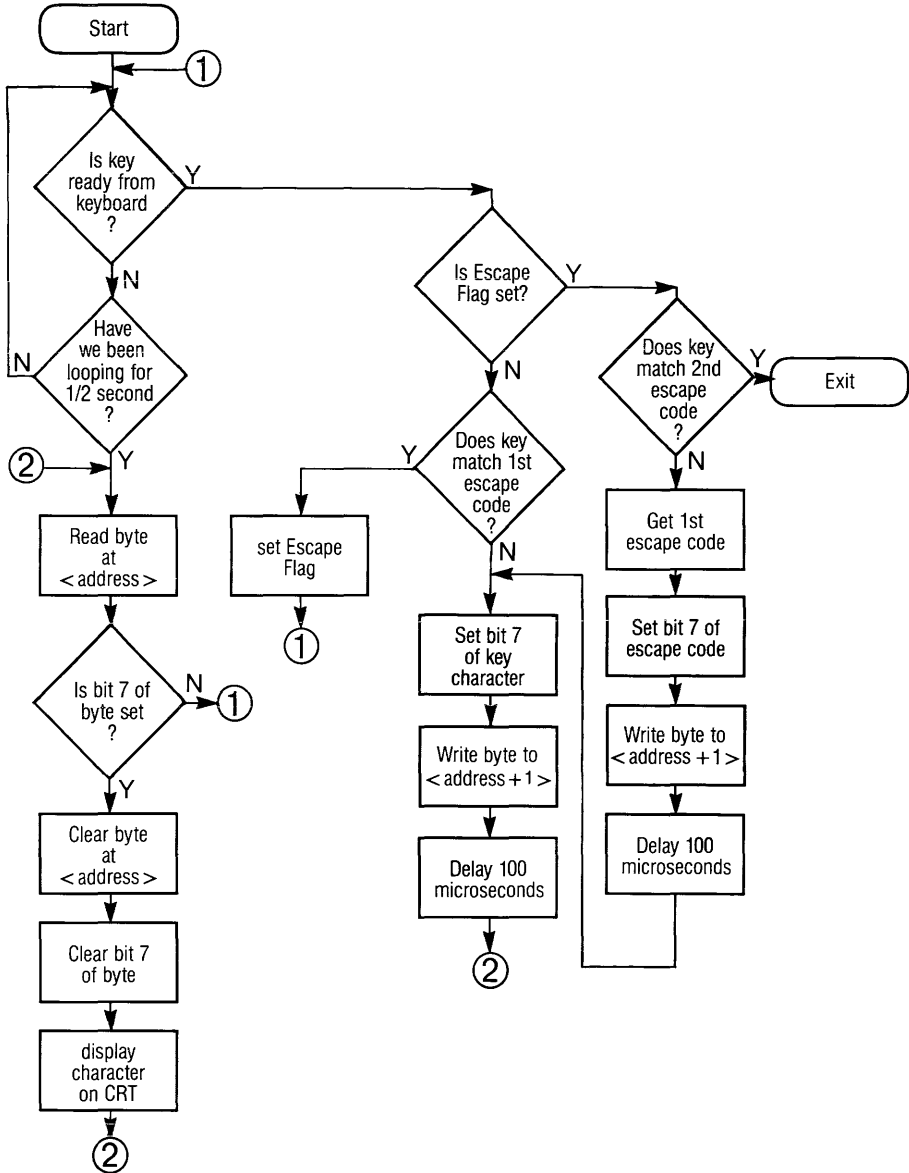 Start
1
Is key
ready from
keyboard
?
Y
N
Have
we been
looping for
1/2 second
?
N
Y
2
Read byte
at
< address >
Is bit 7 of
byte set
?
N
1
Y
Clear byte
at
< address >
Clear bit 7
of byte
display
character
on CRT
2
Is Escape
Flag set?
Y
N
Does key
match 1st
escape
code
?
Y
set Escape
Flag
1
N
Set bit 7
of key
character
Write byte to
< address + 1 >
Delay 100
microseconds
2
Does key
match 2nd
escape
code
?
Y
Exit
N
Get 1st
escape code
Set bit 7 of
escape code
Write byte to
< address + 1 >
Delay 100
microseconds